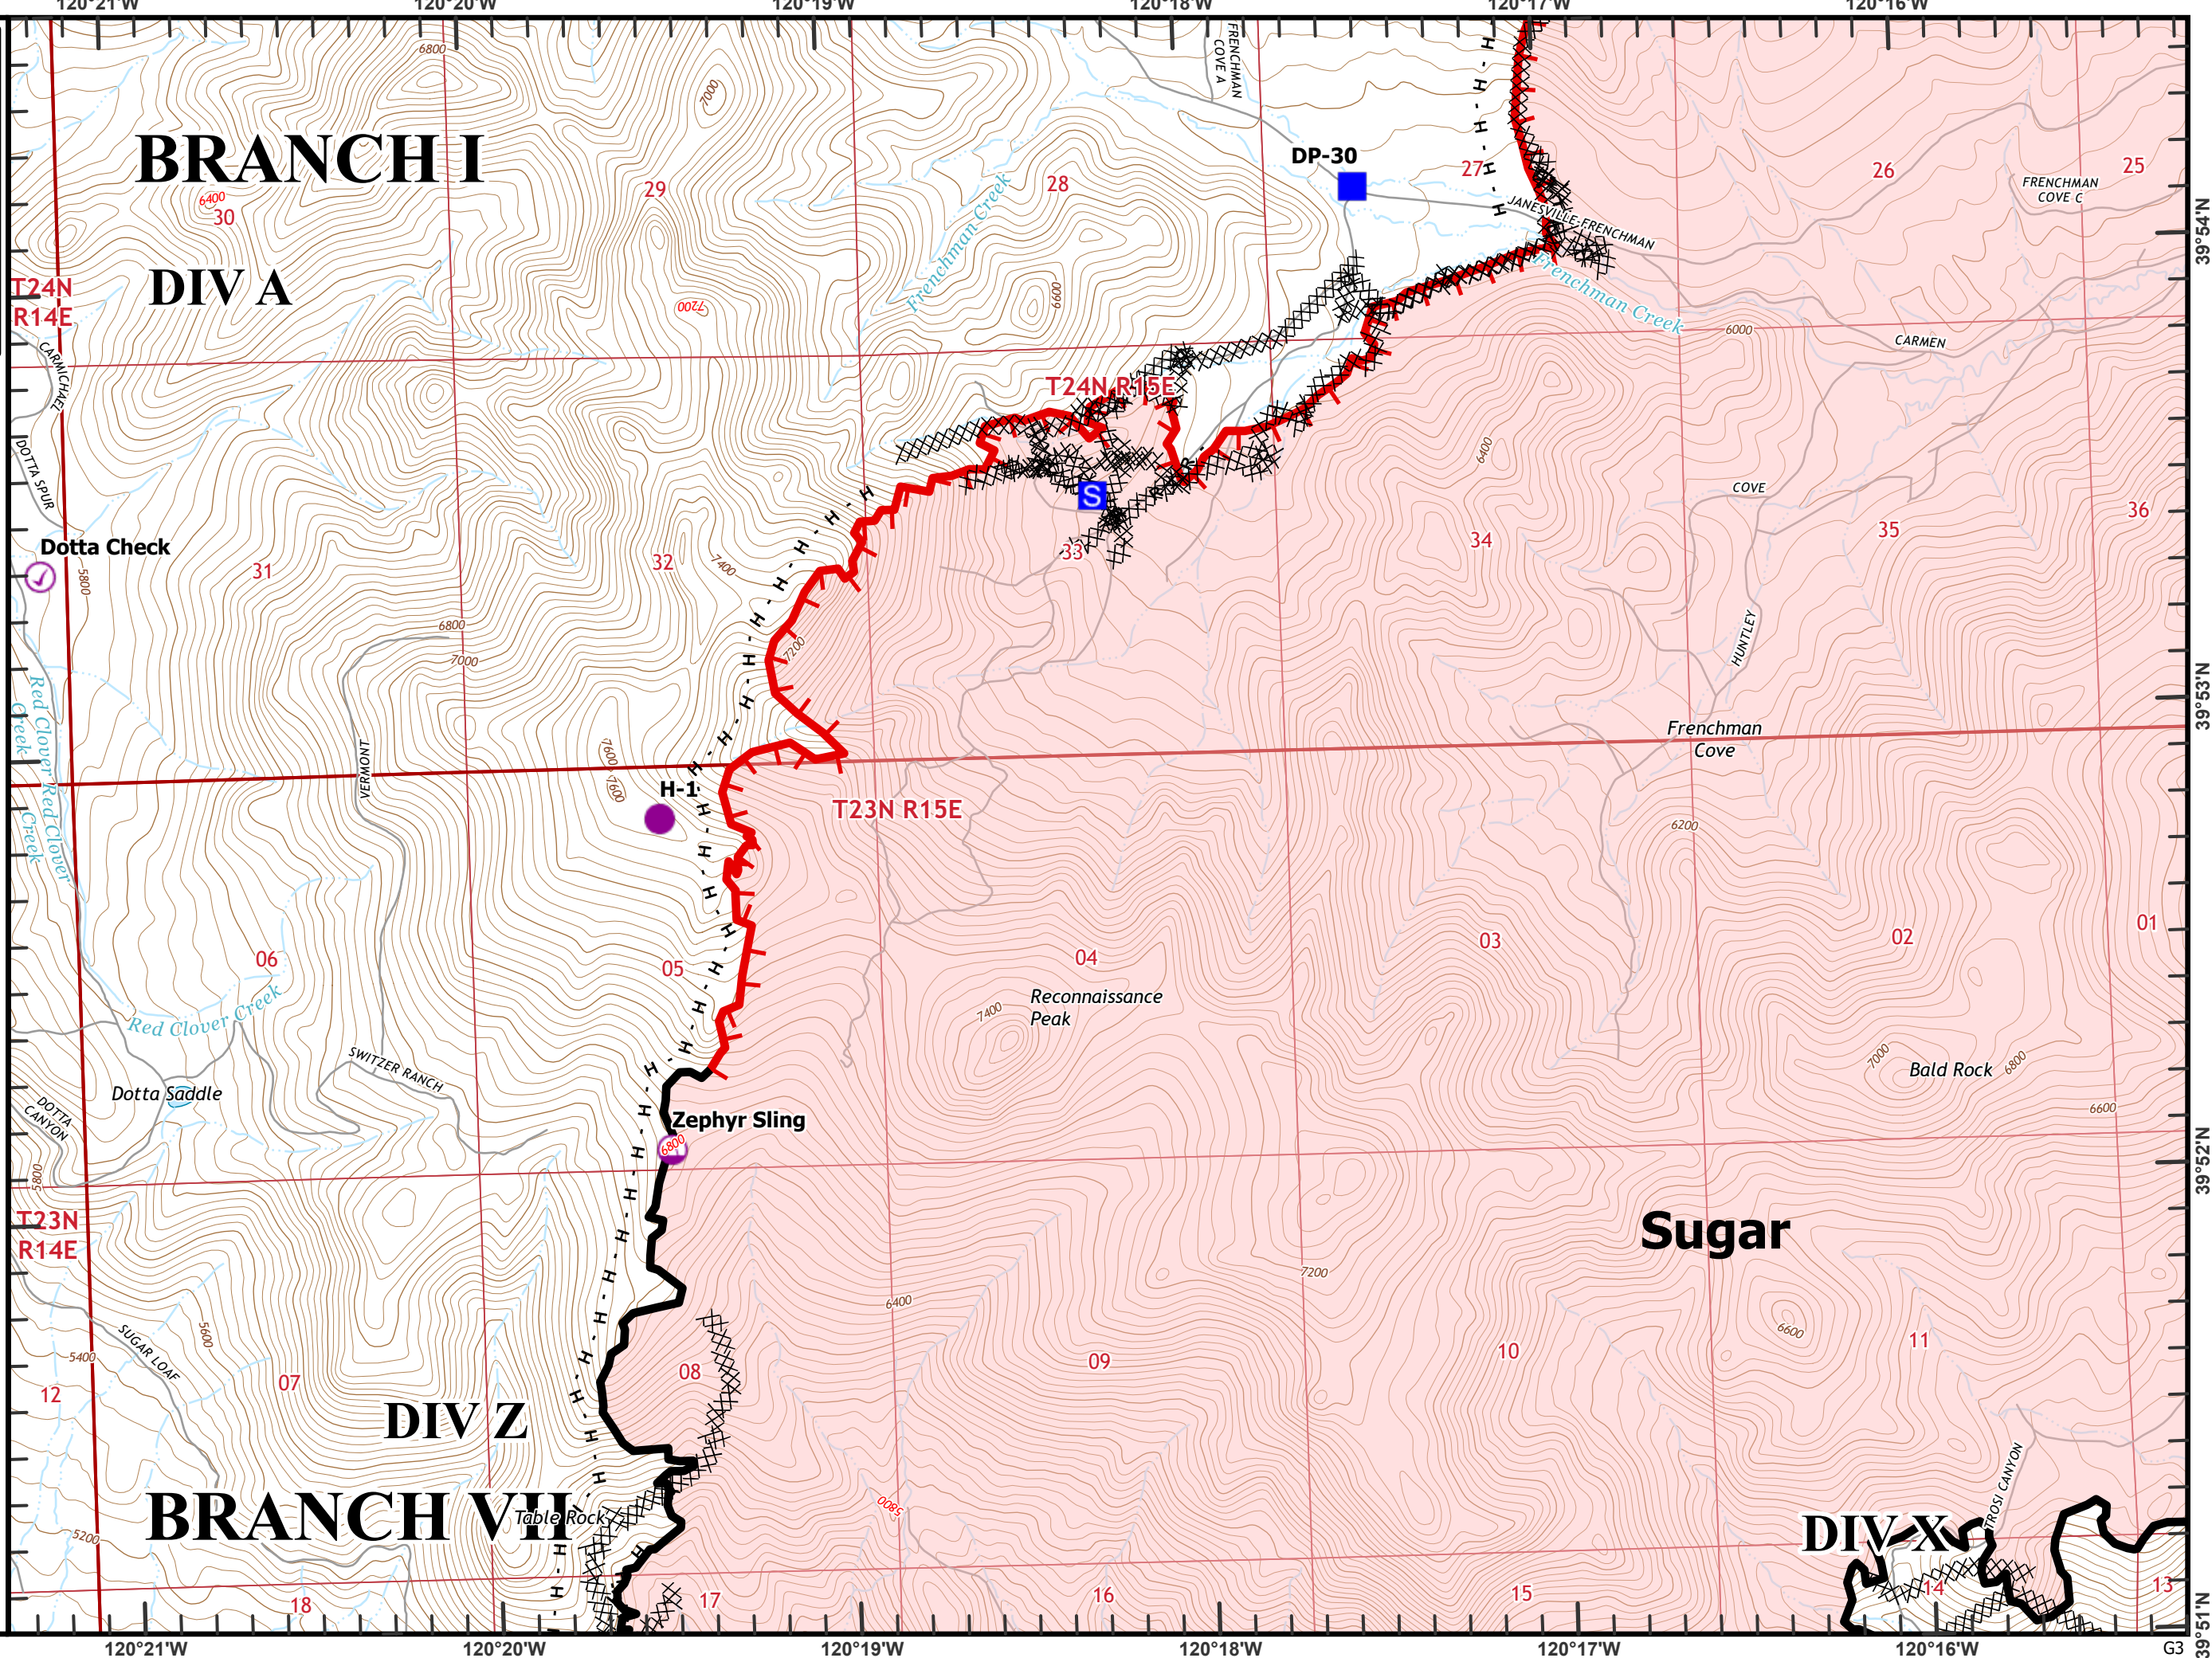 120°21'W 120°20'W 120°19'W 120°18'W 120°17'W 120°16'W
6800
7000
FRENCHMAN
COVE A
BRANCH I
DP-30
29
28
27
26
25
FRENCHMAN
COVE C
6400
30
JANESVILLE-FRENCHMAN
39°54'N
DIV A
T24N
R14E
7200
6600
Frenchman Creek
Frenchman Creek
6000
CARMEN
CARMICHAEL
T24N R15E
DOTTA SPUR
6400
COVE
S
36
35
34
33
32
31
Dotta Check
5800
7400
6800
7000
7200
HUNTLEY
39°53'N
Red Clover
Creek
Red Clover
Creek
VERMONT
7600
7600
H-1
Frenchman
Cove
T23N R15E
6200
01
02
03
04
05
06
Red Clover Creek
Reconnaissance
Peak
7400
SWITZER RANCH
7000
Bald Rock
6800
Dotta Saddle
DOTTA
CANYON
Zephyr Sling
6800
6600
39°52'N
5800
T23N
R14E
Sugar
7200
6400
6600
SUGAR LOAF
5600
5400
12
07
08
09
10
11
DIV Z
BRANCH VII
Table Rock
5800
TROSI CANYON
DIV X
5200
18
17
16
15
14
13
39°51'N
120°21'W 120°20'W 120°19'W 120°18'W 120°17'W 120°16'W
G3